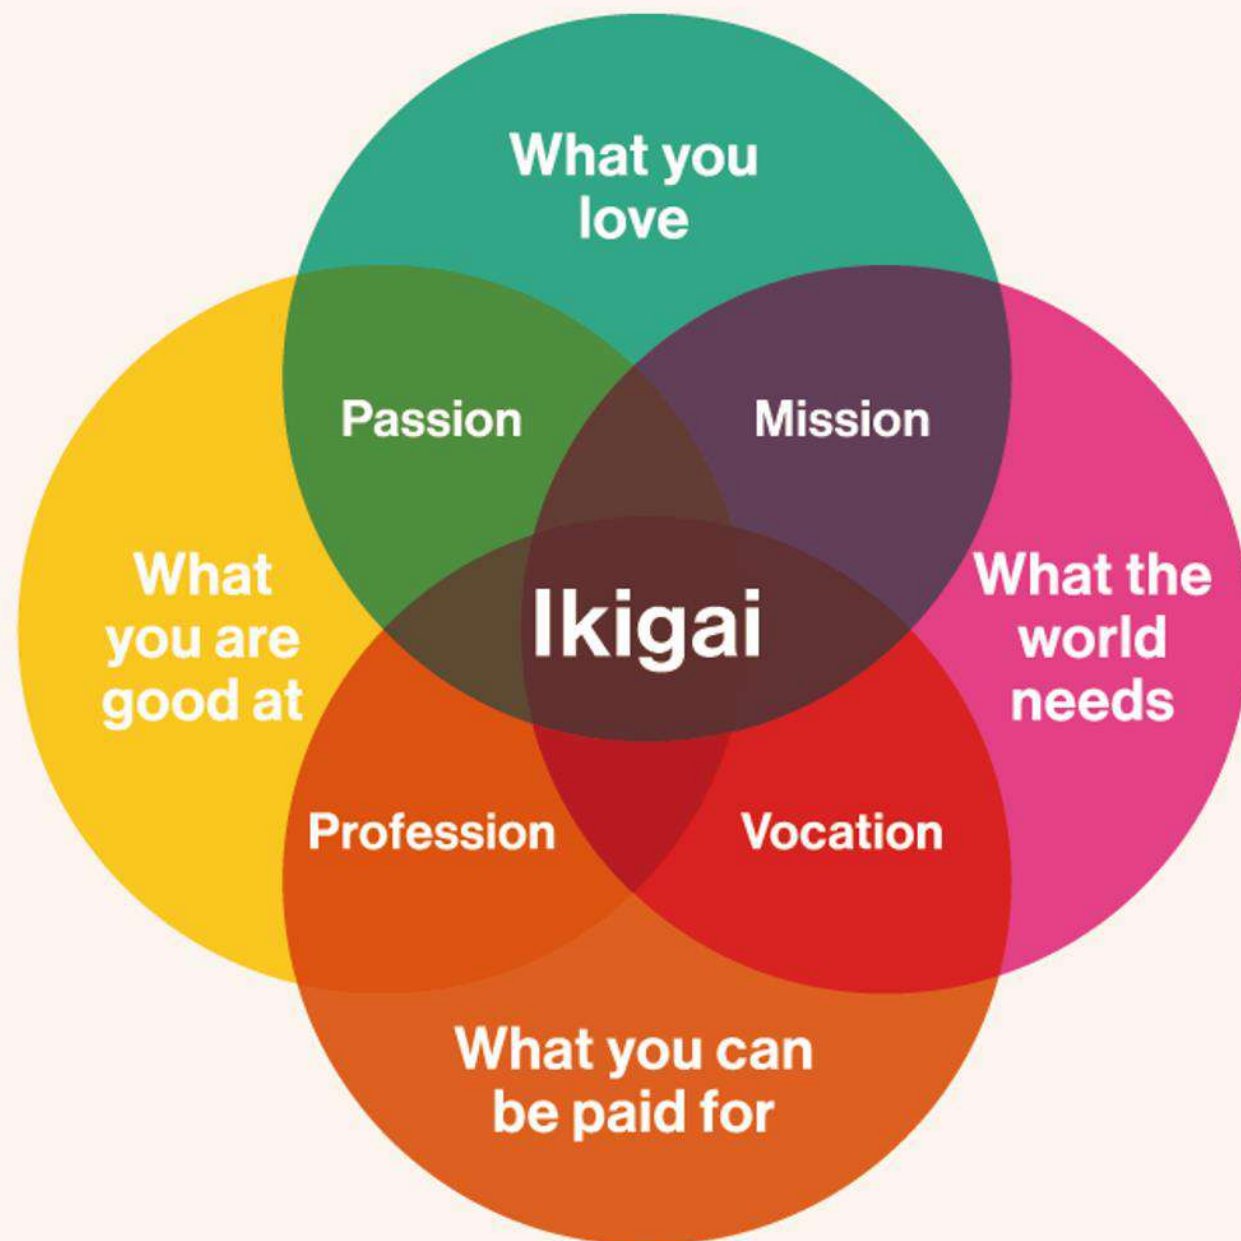 What you
love
Passion
Mission
What
you are
good at
Ikigai
What the
world
needs
Profession
Vocation
What you can
be paid for